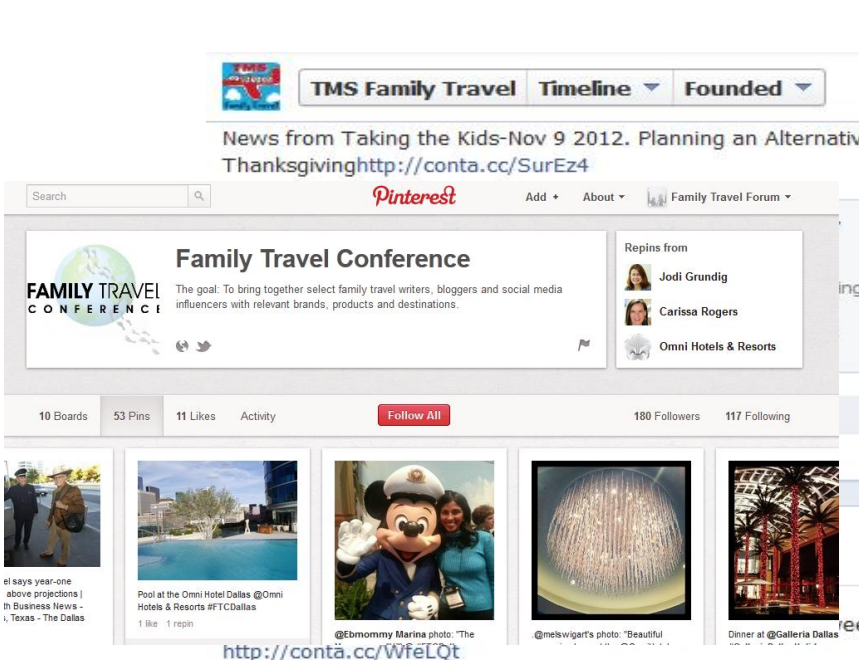 TMS
Family Travel
TMS Family Travel Timeline Founded
News from Taking the Kids-Nov 9 2012. Planning an Alternativ
Thanksgivinghttp://conta.cc/SurEz4
Search
Pinterest
Add +
About
Family Travel Forum
FAMILY TRAVEL
CONFERENCE
Family Travel Conference
The goal: To bring together select family travel writers, bloggers and social media
influencers with relevant brands, products and destinations.
Repins from
Jodi Grundig
Carissa Rogers
Omni Hotels & Resorts
ing
10 Boards
53 Pins
11 Likes
Activity
Follow All
180 Followers
117 Following
el says year-one
above projections |
th Business News -
s, Texas - The Dallas
Pool at the Omni Hotel Dallas @Omni
Hotels & Resorts #FTCDallas
1 like 1 repin
@Ebmommy Marina photo: "The
.@melswigart's photo: "Beautiful
Dinner at @Galleria Dallas
vee
http://conta.cc/WfeLQt